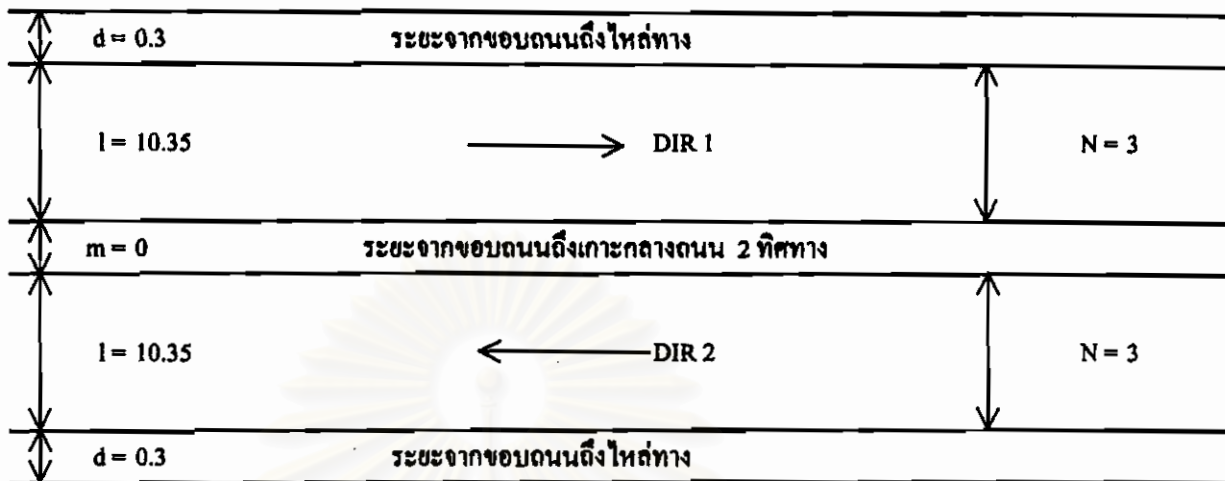 d = 0.3 ระยะจากขอบถนนถึงไหล่ทาง
l = 10.35 DIR 1 N = 3
m = 0 ระยะจากขอบถนนถึงเกาะกลางถนน 2 ทิศทาง
l = 10.35 DIR 2 N = 3
d = 0.3 ระยะจากขอบถนนถึงไหล่ทาง